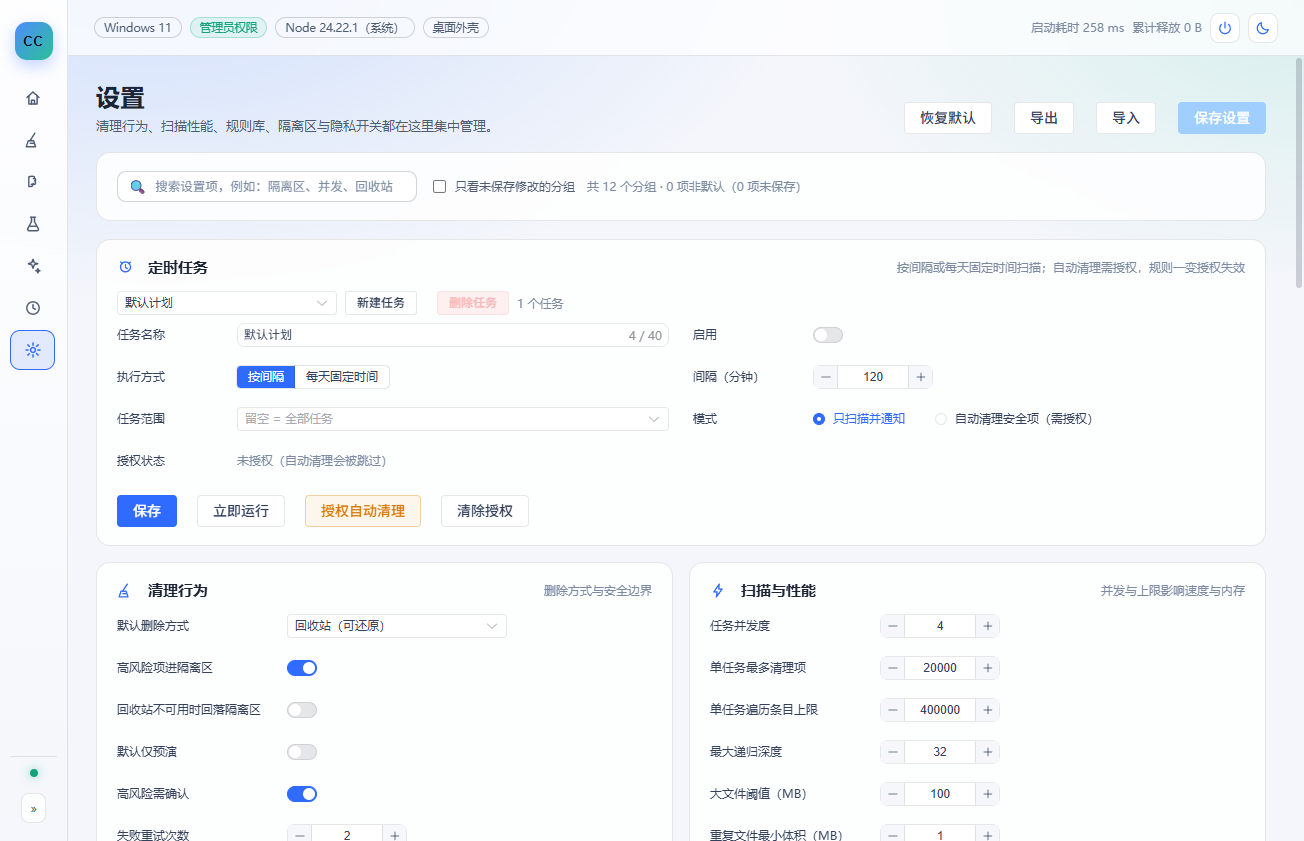 CC
Windows 11
管理员权限
Node 24.22.1（系统）
桌面外壳
启动耗时 258 ms 累计释放 0 B
设置
清理行为、扫描性能、规则库、隔离区与隐私开关都在这里集中管理。
恢复默认
导出
导入
保存设置
搜索设置项，例如：隔离区、并发、回收站
只看未保存修改的分组
共 12 个分组 · 0 项非默认（0 项未保存）
定时任务
按间隔或每天固定时间扫描；自动清理需授权，规则一变授权失效
默认计划
新建任务
删除任务
1 个任务
任务名称
默认计划
4 / 40
启用
执行方式
按间隔
每天固定时间
间隔（分钟）
120
任务范围
留空 = 全部任务
模式
只扫描并通知
自动清理安全项（需授权）
授权状态
未授权（自动清理会被跳过）
保存
立即运行
授权自动清理
清除授权
清理行为
删除方式与安全边界
默认删除方式
回收站（可还原）
高风险项进隔离区
回收站不可用时回落隔离区
默认仅预演
高风险需确认
失败重试次数
2
扫描与性能
并发与上限影响速度与内存
任务并发度
4
单任务最多清理项
20000
单任务遍历条目上限
400000
最大递归深度
32
大文件阈值（MB）
100
重复文件最小体积（MB）
1
»